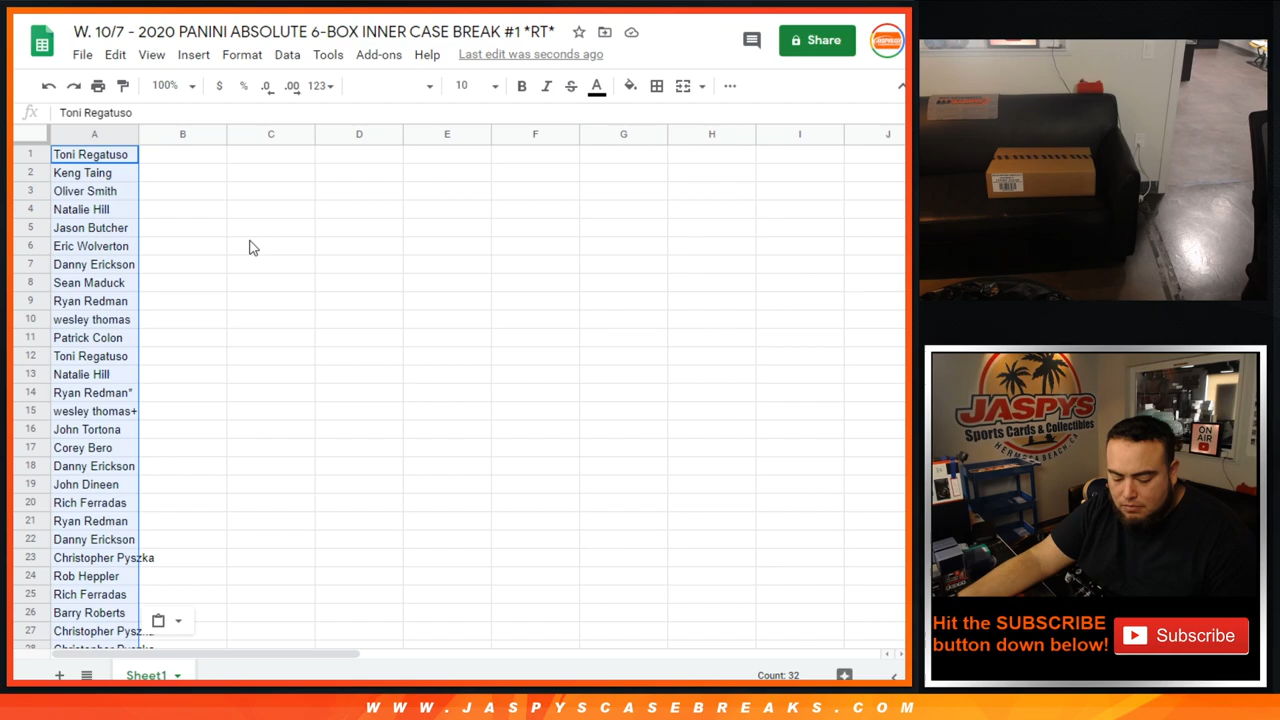 W. 10/7 - 2020 PANINI ABSOLUTE 6-BOX INNER CASE BREAK #1 *RT*
File Edit View Insert Format Data Tools Add-ons Help Last edit was seconds ago
Share
100% $ % .0 .00 123 10 B I S A
fx Toni Regatuso
A B C D E F G H I J
1 Toni Regatuso
2 Keng Taing
3 Oliver Smith
4 Natalie Hill
5 Jason Butcher
6 Eric Wolverton
7 Danny Erickson
8 Sean Maduck
9 Ryan Redman
10 wesley thomas
11 Patrick Colon
12 Toni Regatuso
13 Natalie Hill
14 Ryan Redman*
15 wesley thomas+
16 John Tortona
17 Corey Bero
18 Danny Erickson
19 John Dineen
20 Rich Ferradas
21 Ryan Redman
22 Danny Erickson
23 Christopher Pyszka
24 Rob Heppler
25 Rich Ferradas
26 Barry Roberts
27 Christopher Pysz
28
Sheet1
Count: 32
JASPYS
Sports Cards & Collectibles
HERMOSA BEACH, CA
ON AIR
Hit the SUBSCRIBE
button down below!
Subscribe
WWW.JASPYSCASEBREAKS.COM